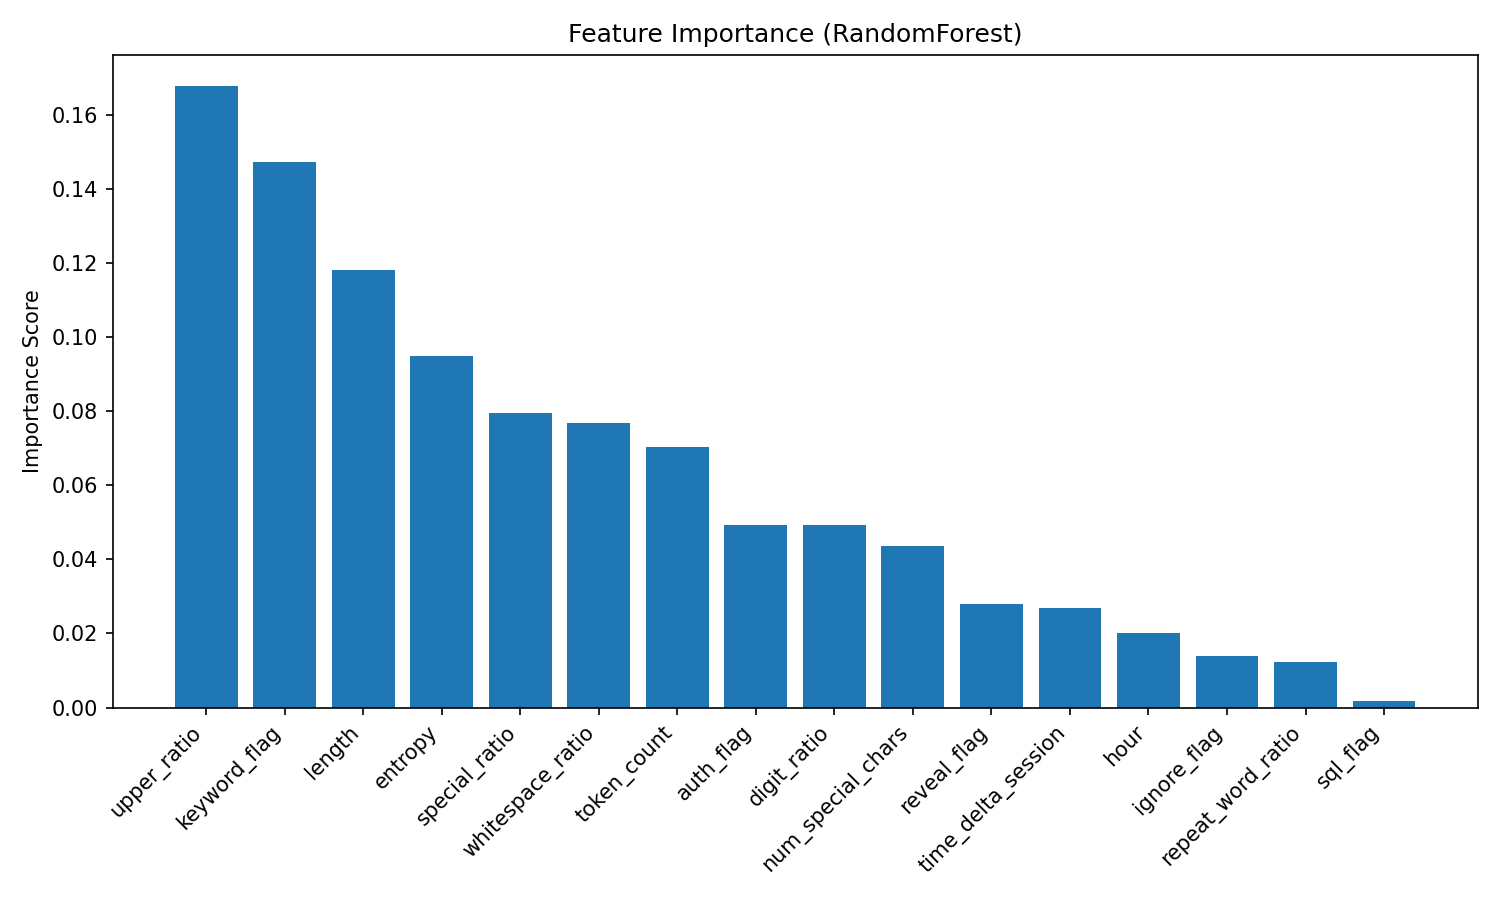 Feature Importance (RandomForest)
Importance Score
0.16
0.14
0.12
0.10
0.08
0.06
0.04
0.02
0.00
upper_ratio
keyword_flag
length
entropy
special_ratio
whitespace_ratio
token_count
auth_flag
digit_ratio
num_special_chars
reveal_flag
time_delta_session
hour
ignore_flag
repeat_word_ratio
sql_flag